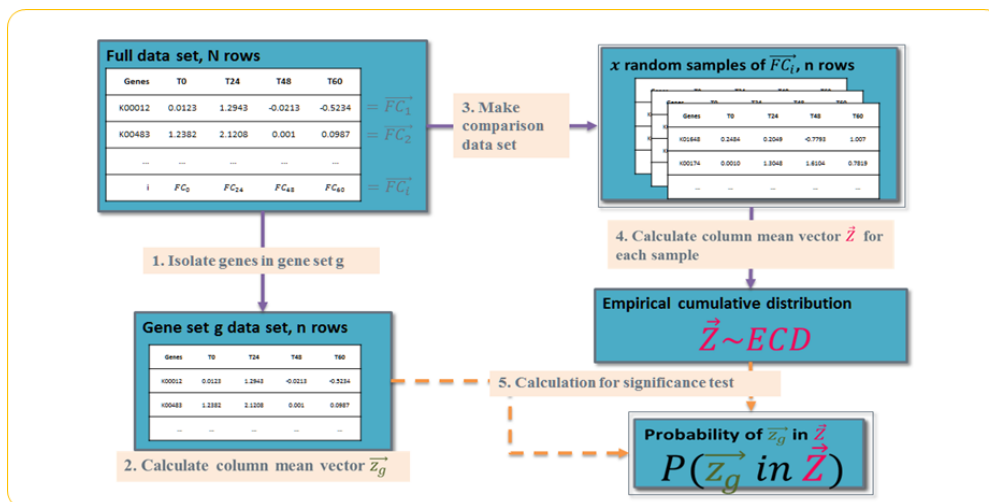 Full data set, N rows
Genes T0 T24 T48 T60
K00012 0.0123 1.2943 -0.0213 -0.5234 = FC₁
K00483 1.2382 2.1208 0.001 0.0987 = FC₂
... ... ... ... ...
i FC₀ FC₂₄ FC₄₈ FC₆₀ = FCᵢ
3. Make
comparison
data set
x random samples of FCᵢ, n rows
Genes T0 T24 T48 T60
K01648 0.2484 0.2049 -0.7793 1.007
K00174 0.0010 1.3048 1.6104 0.7819
... ... ... ...
1. Isolate genes in gene set g
4. Calculate column mean vector Z⃗ for
each sample
Gene set g data set, n rows
Genes T0 T24 T48 T60
K00012 0.0123 1.2943 -0.0213 -0.5234
K00483 1.2382 2.1208 0.001 0.0987
... ... ... ...
2. Calculate column mean vector z_g
Empirical cumulative distribution
Z⃗~ECD
5. Calculation for significance test
Probability of z_g in Z⃗
P(z_g in Z⃗)